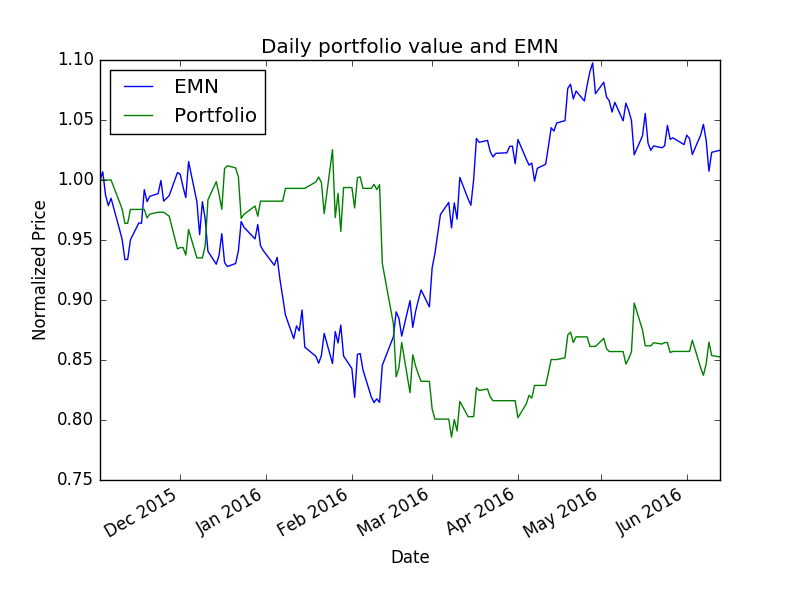 Daily portfolio value and EMN
EMN
Portfolio
1.10
1.05
1.00
0.95
0.90
0.85
0.80
0.75
Normalized Price
Dec 2015
Jan 2016
Feb 2016
Mar 2016
Apr 2016
May 2016
Jun 2016
Date